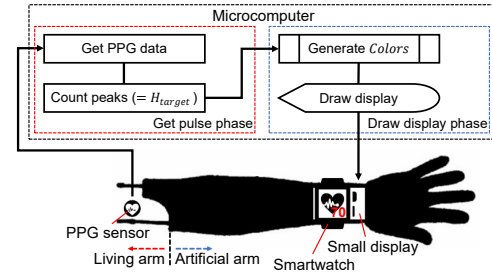 Microcomputer
Get PPG data
Generate Colors
Count peaks (= H_target)
Draw display
Get pulse phase
Draw display phase
70
PPG sensor
Small display
Living arm
Artificial arm
Smartwatch